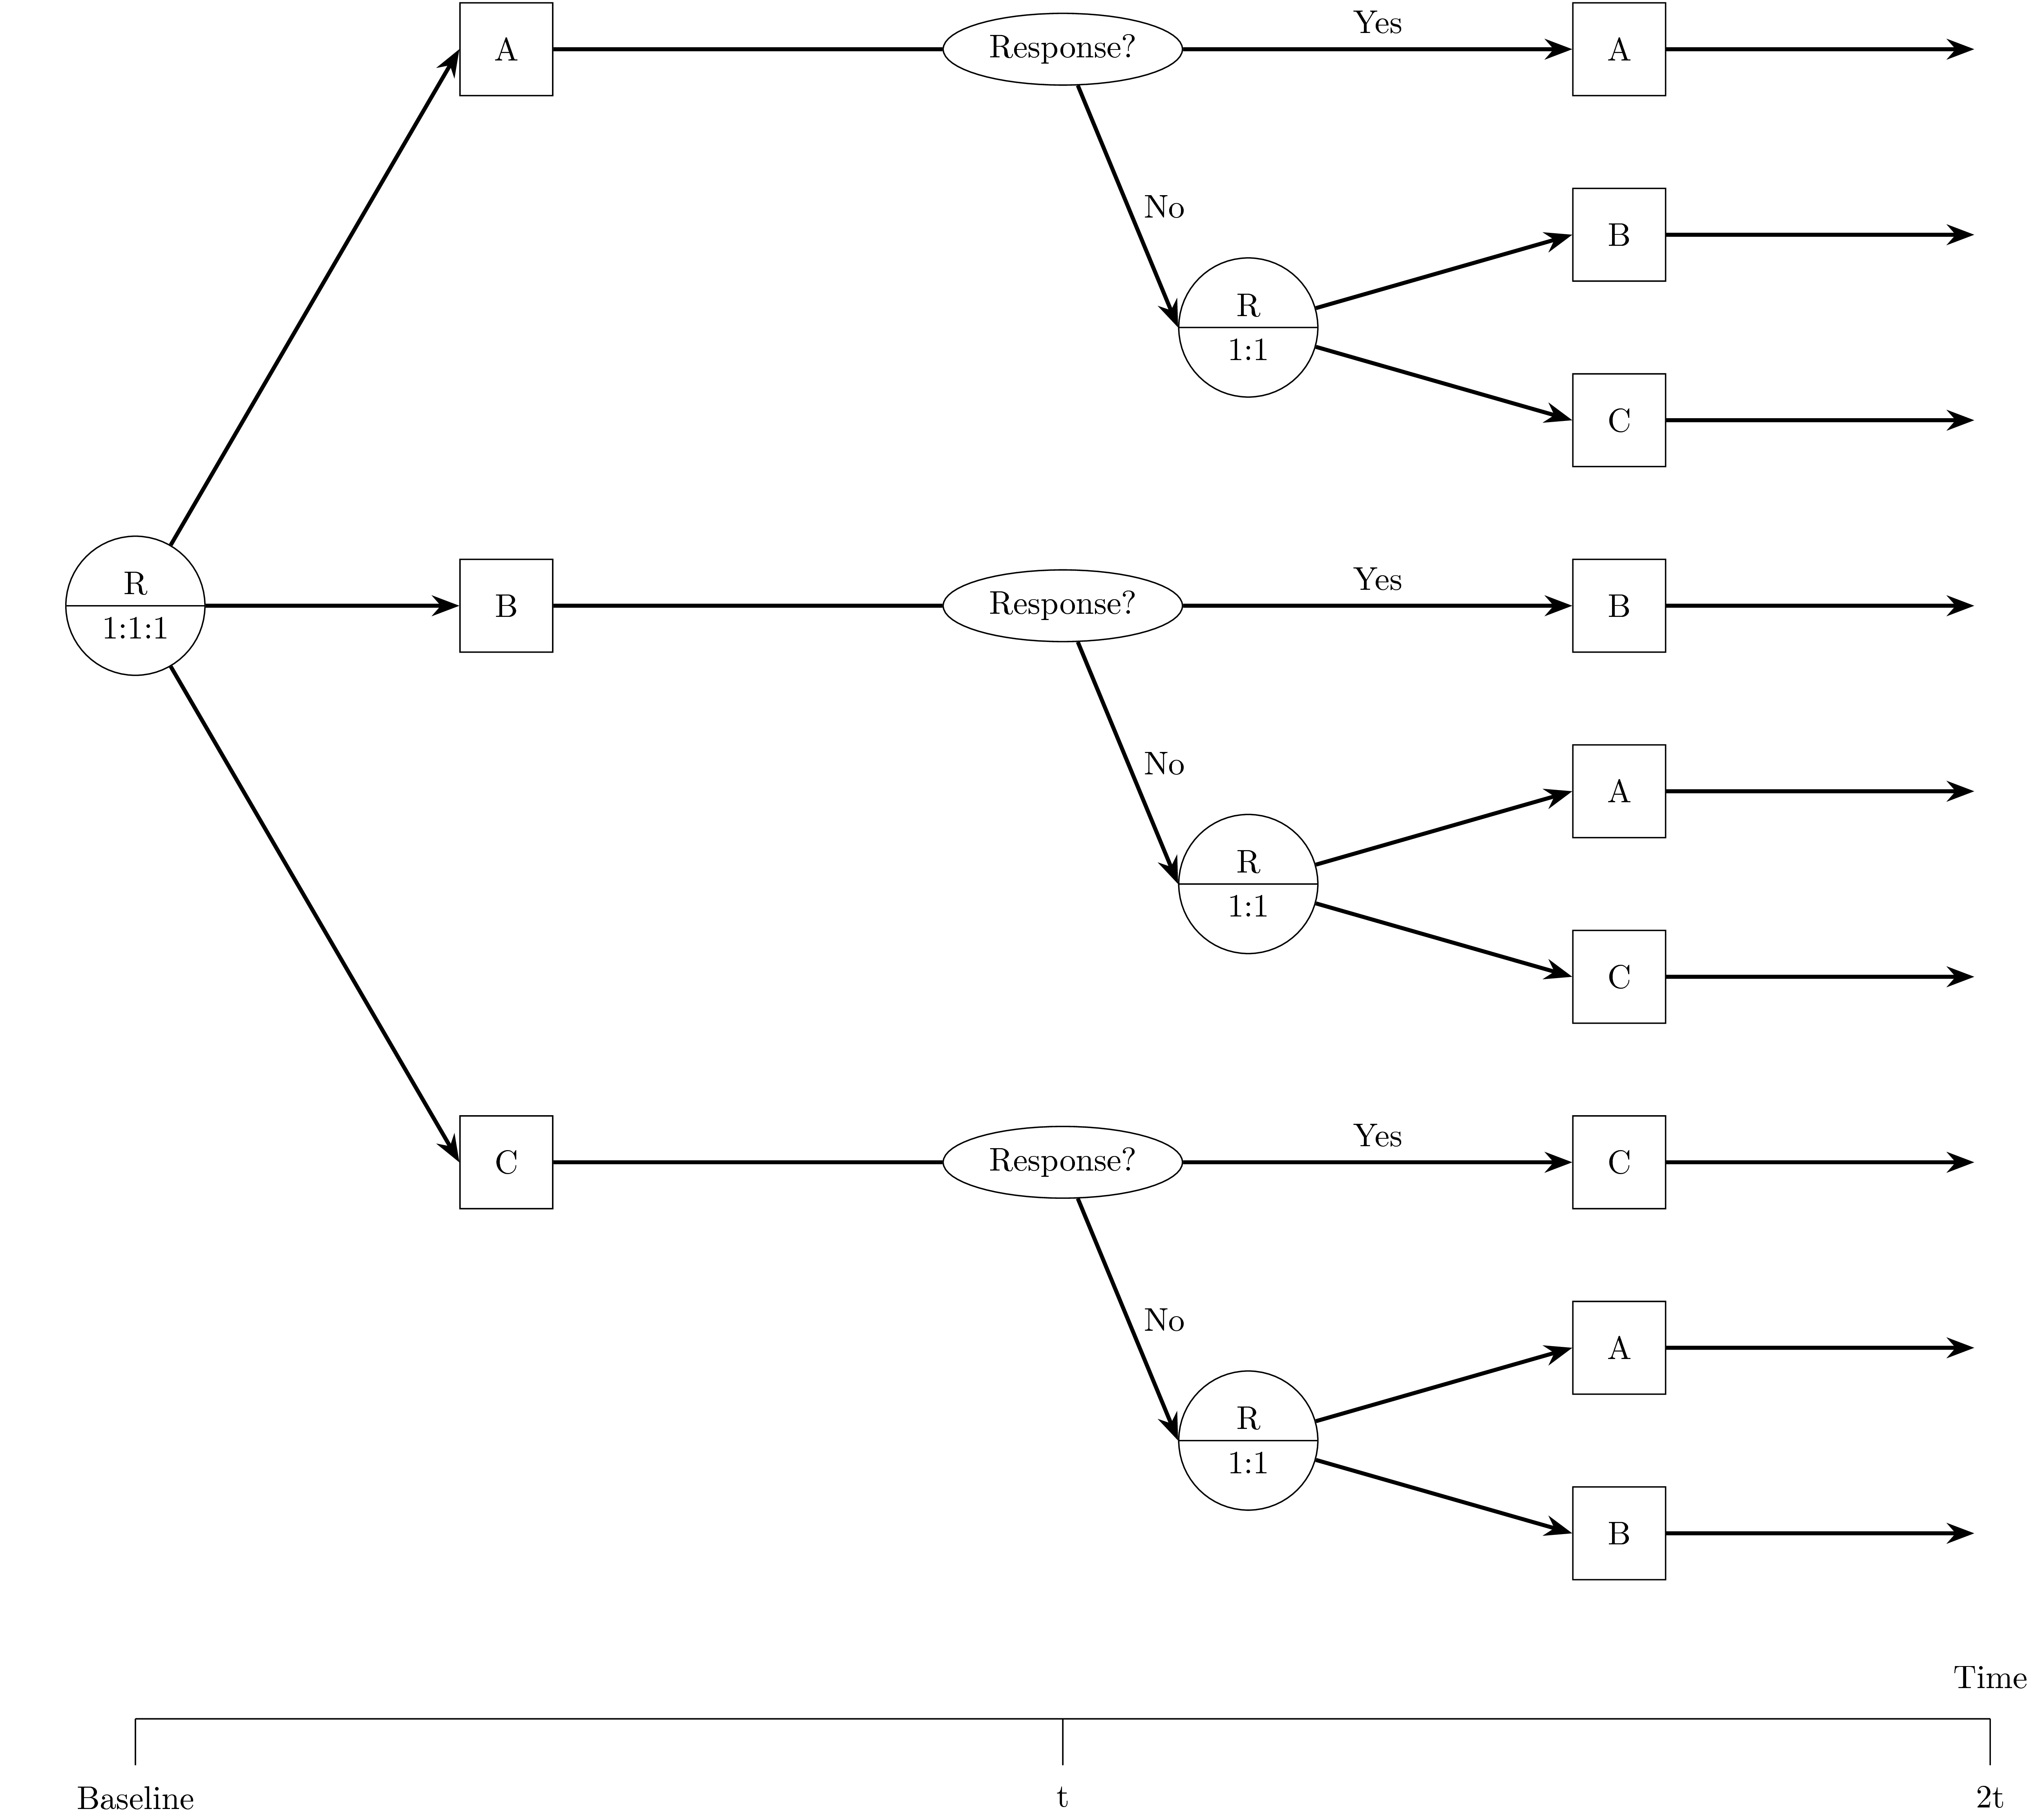 A Response? Yes A
No
B
R
1:1
C
R
1:1:1
B Response? Yes B
No
A
R
1:1
C
C Response? Yes C
No
A
R
1:1
B
Time
Baseline t 2t